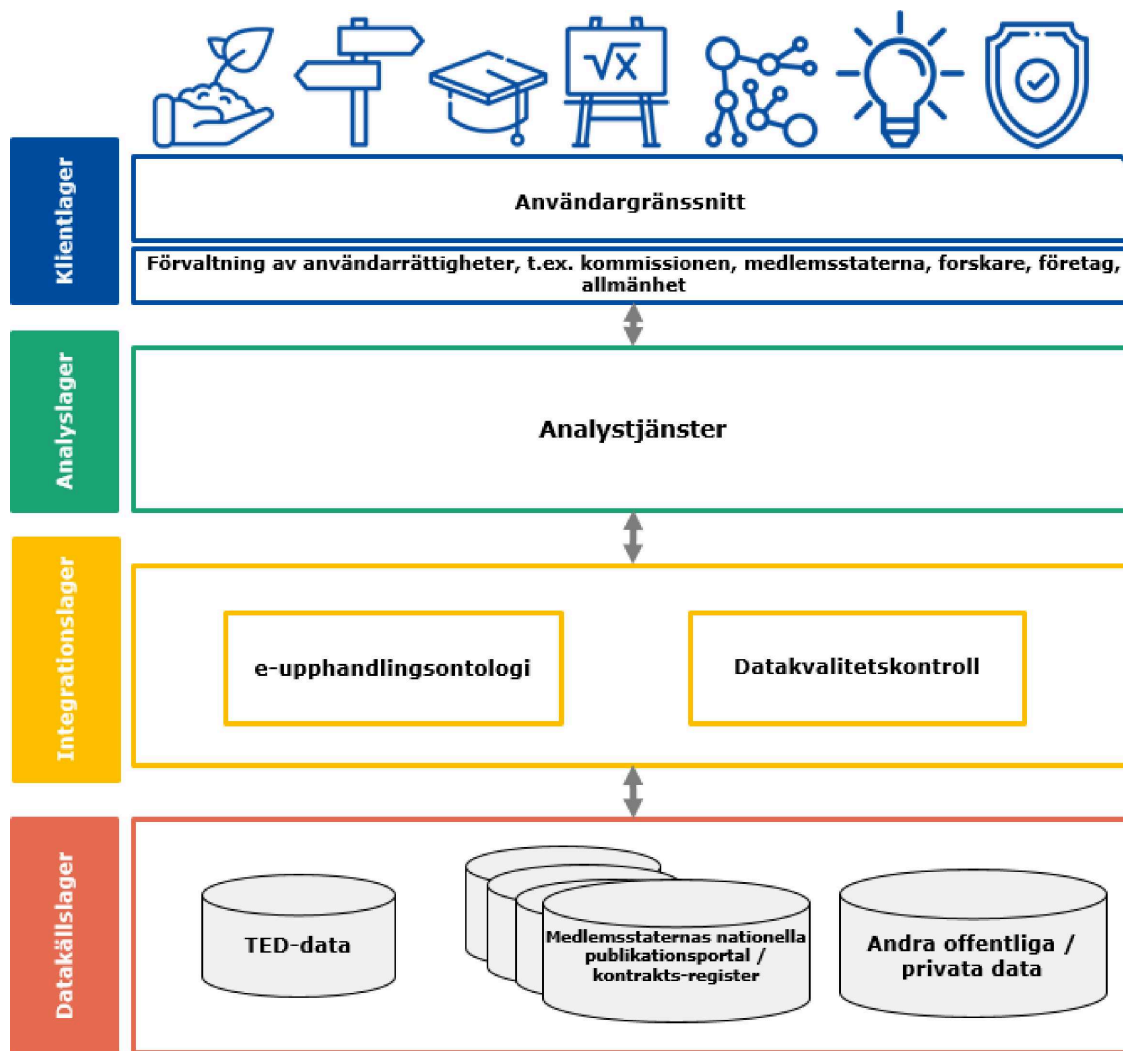 √x
Klientlager
Användargränssnitt
Förvaltning av användarrättigheter, t.ex. kommissionen, medlemsstaterna, forskare, företag,
allmänhet
Analyslager
Analystjänster
Integrationslager
e-upphandlingsontologi
Datakvalitetskontroll
Datakällslager
TED-data
Medlemsstaternas nationella
publikationsportal /
kontrakts-register
Andra offentliga /
privata data